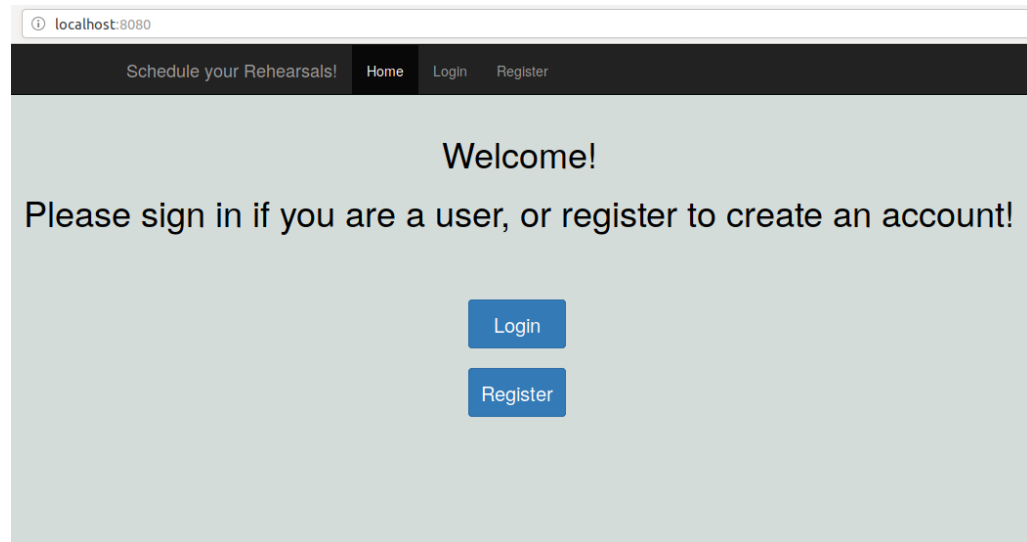 localhost:8080
Schedule your Rehearsals! Home Login Register
Welcome!
Please sign in if you are a user, or register to create an account!
Login
Register